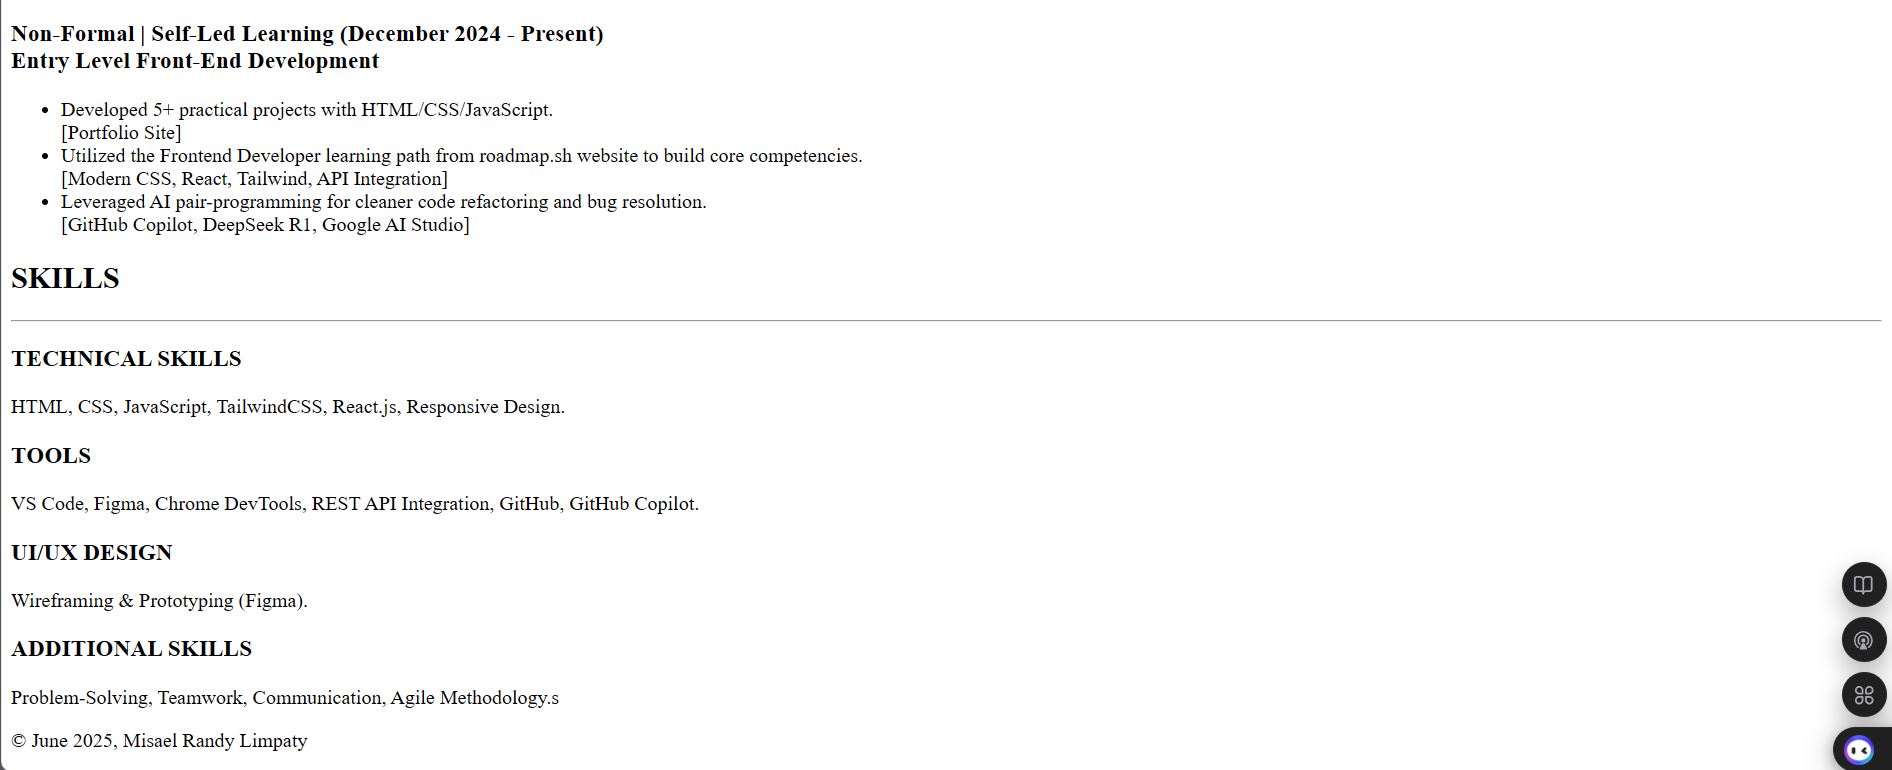 Non-Formal | Self-Led Learning (December 2024 - Present)
Entry Level Front-End Development
Developed 5+ practical projects with HTML/CSS/JavaScript.
[Portfolio Site]
Utilized the Frontend Developer learning path from roadmap.sh website to build core competencies.
[Modern CSS, React, Tailwind, API Integration]
Leveraged AI pair-programming for cleaner code refactoring and bug resolution.
[GitHub Copilot, DeepSeek R1, Google AI Studio]
SKILLS
TECHNICAL SKILLS
HTML, CSS, JavaScript, TailwindCSS, React.js, Responsive Design.
TOOLS
VS Code, Figma, Chrome DevTools, REST API Integration, GitHub, GitHub Copilot.
UI/UX DESIGN
Wireframing & Prototyping (Figma).
ADDITIONAL SKILLS
Problem-Solving, Teamwork, Communication, Agile Methodology.s
© June 2025, Misael Randy Limpaty